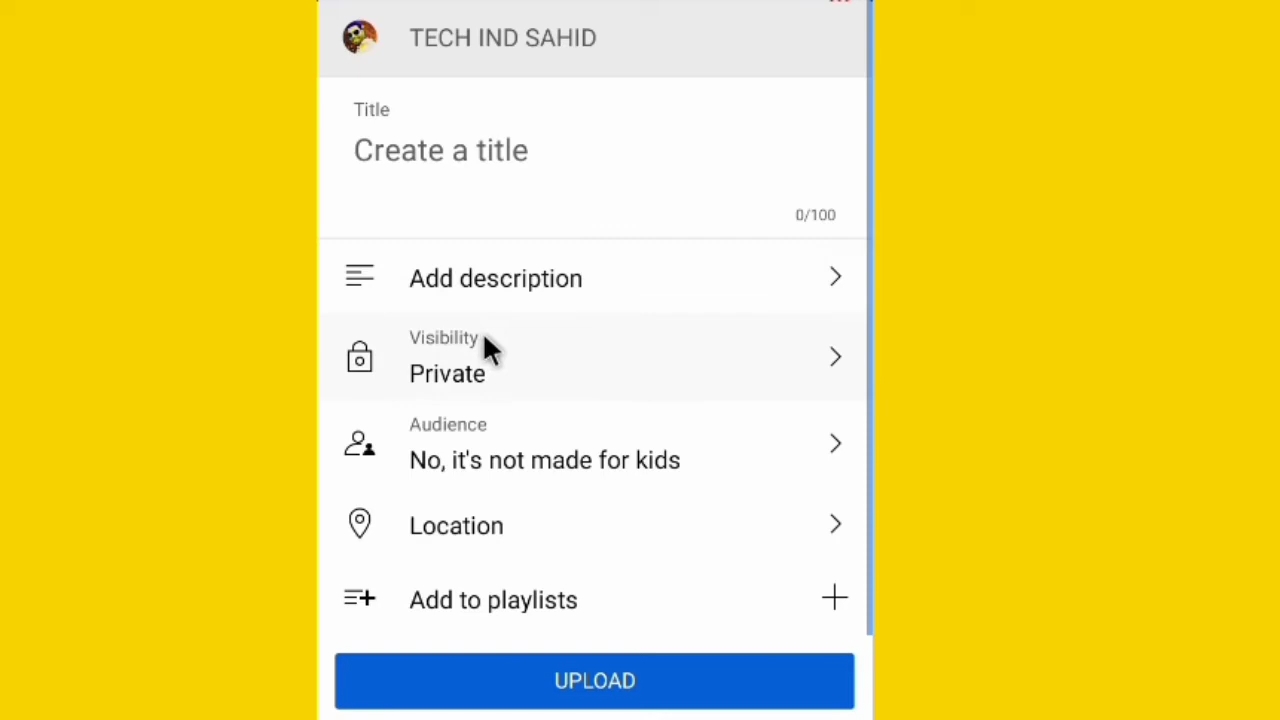 TECH IND SAHID
Title
Create a title
0/100
Add description
Visibility
Private
Audience
No, it's not made for kids
Location
Add to playlists
UPLOAD